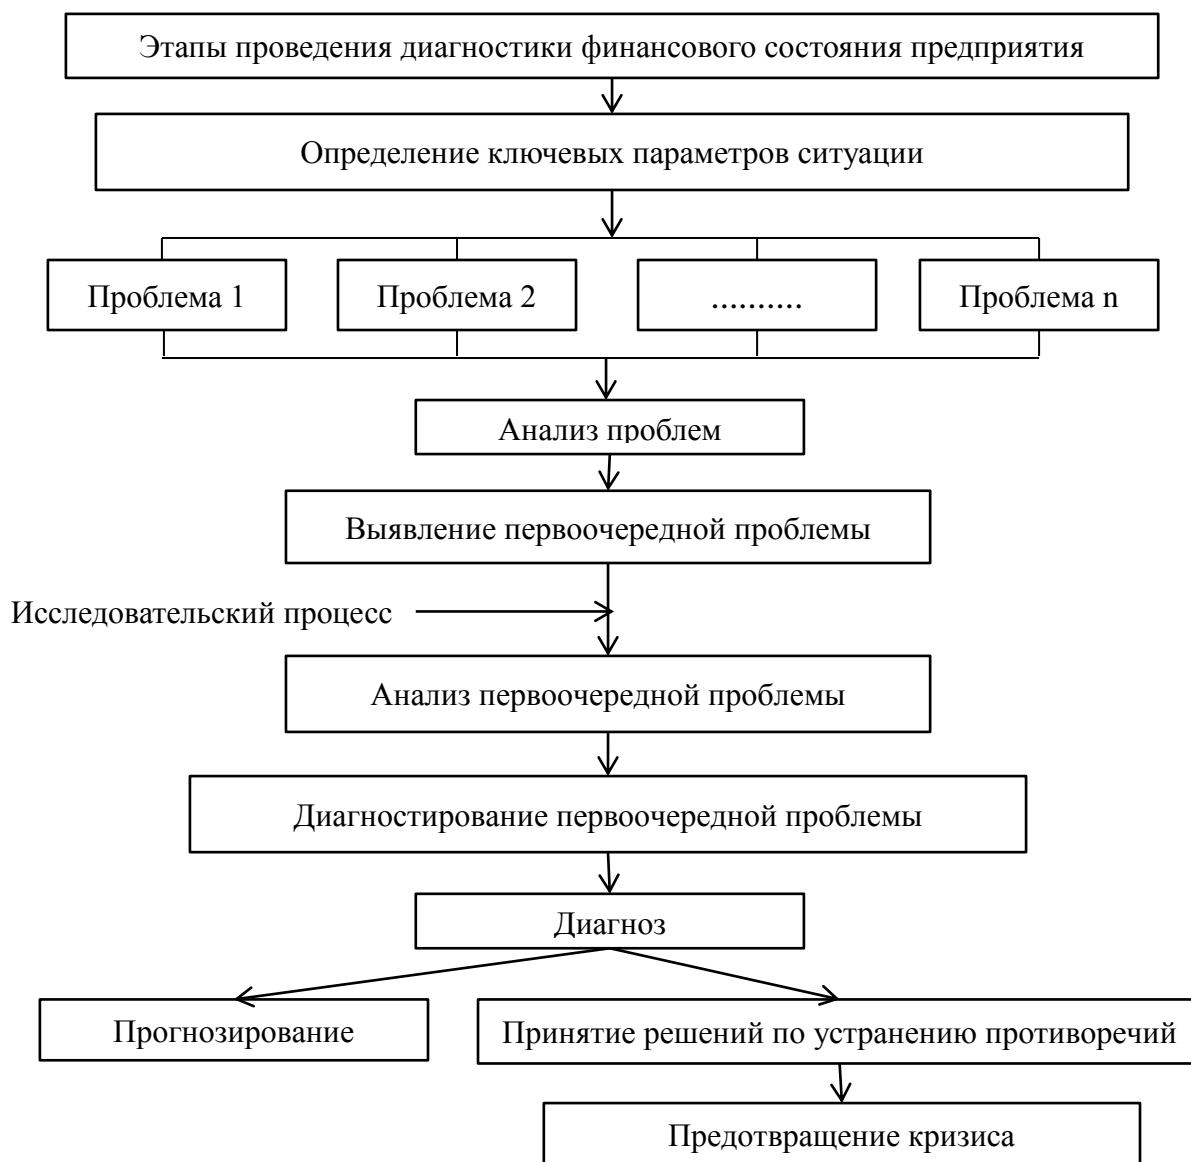 Этапы проведения диагностики финансового состояния предприятия
Определение ключевых параметров ситуации
Проблема 1
Проблема 2
..........
Проблема n
Анализ проблем
Выявление первоочередной проблемы
Исследовательский процесс
Анализ первоочередной проблемы
Диагностирование первоочередной проблемы
Диагноз
Прогнозирование
Принятие решений по устранению противоречий
Предотвращение кризиса